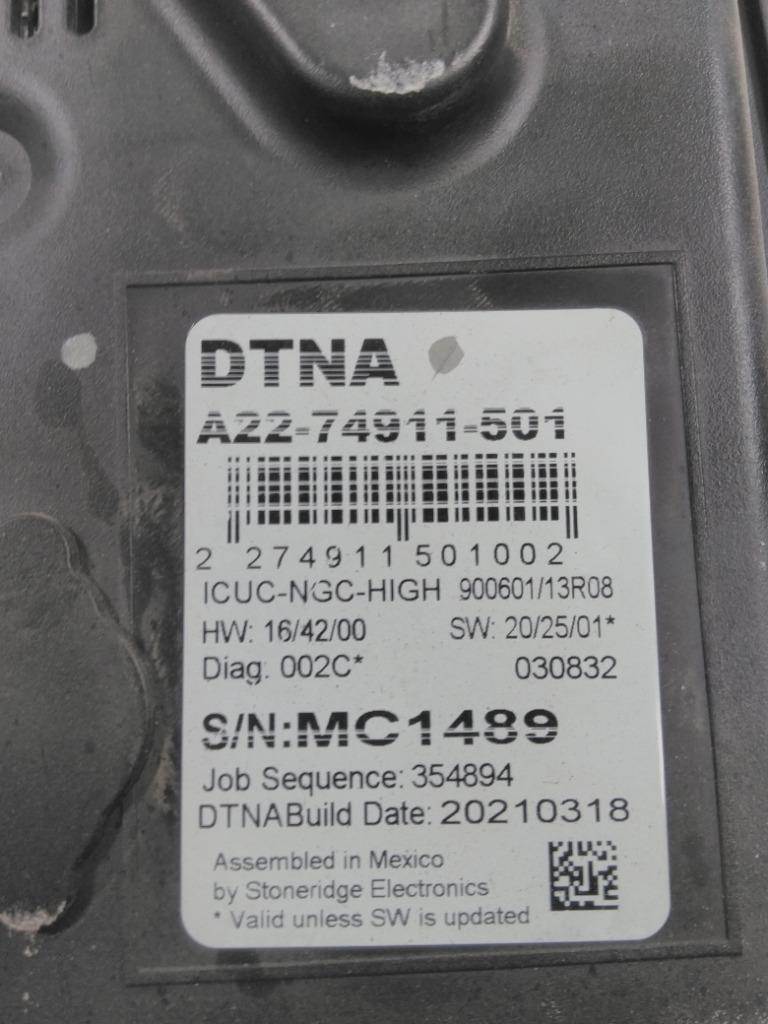 DTNA
A22-74911-501
2 274911 501002
ICUC-NGC-HIGH 900601/13R08
HW: 16/42/00 SW: 20/25/01*
Diag. 002C* 030832
S/N:MC1489
Job Sequence: 354894
DTNABuild Date: 20210318
Assembled in Mexico
by Stoneridge Electronics
* Valid unless SW is updated